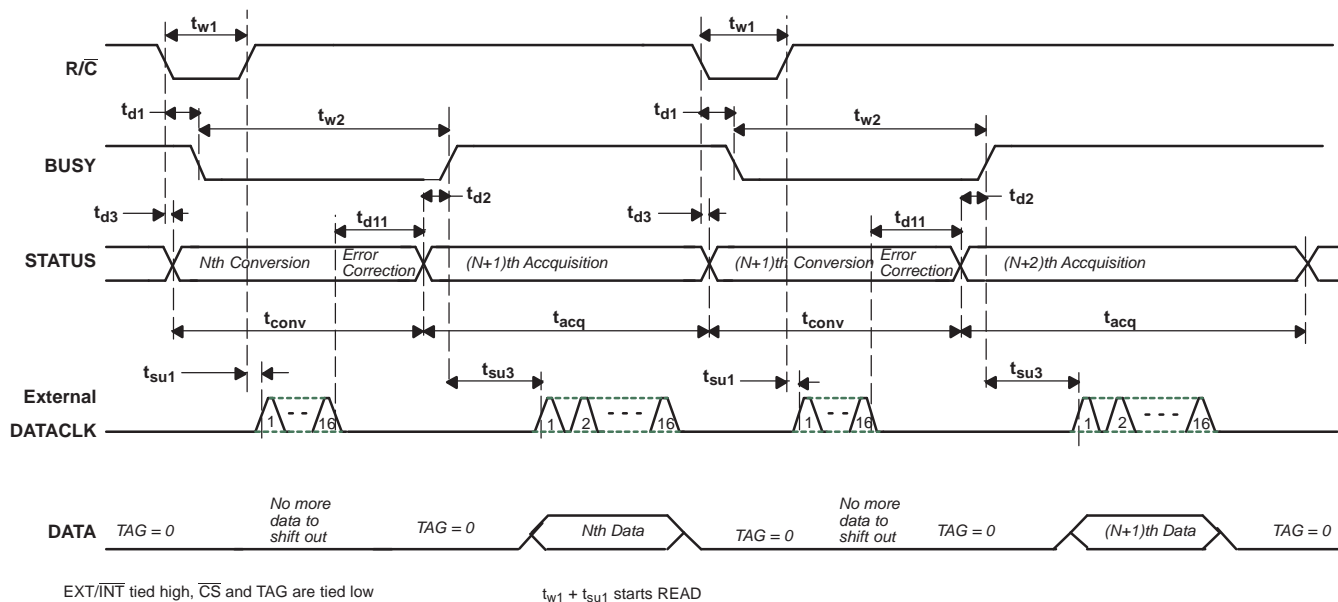 tw1 tw1
R/C̅
td1 tw2 td1 tw2
BUSY
td3 td2 td3 td2
td11 td11
STATUS Nth Conversion Error Correction (N+1)th Accquisition (N+1)th Conversion Error Correction (N+2)th Acquisition
tconv tacq tconv tacq
tsu1 tsu3 tsu1 tsu3
External
DATACLK 1 - - 16 1 2 - - - 16 1 - - 16 1 2 - - - 16
DATA TAG = 0 No more data to shift out TAG = 0 Nth Data TAG = 0 No more data to shift out TAG = 0 (N+1)th Data TAG = 0
EXT/I̅N̅T̅ tied high, C̅S̅ and TAG are tied low tw1 + tsu1 starts READ